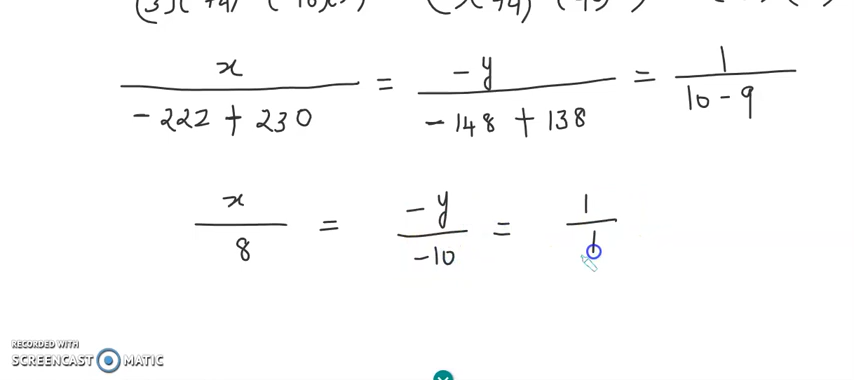 x / -222 + 230 = -y / -148 + 138 = 1 / 10 - 9
x / 8 = -y / -10 = 1 / 1
RECORDED WITH
SCREENCAST MATIC